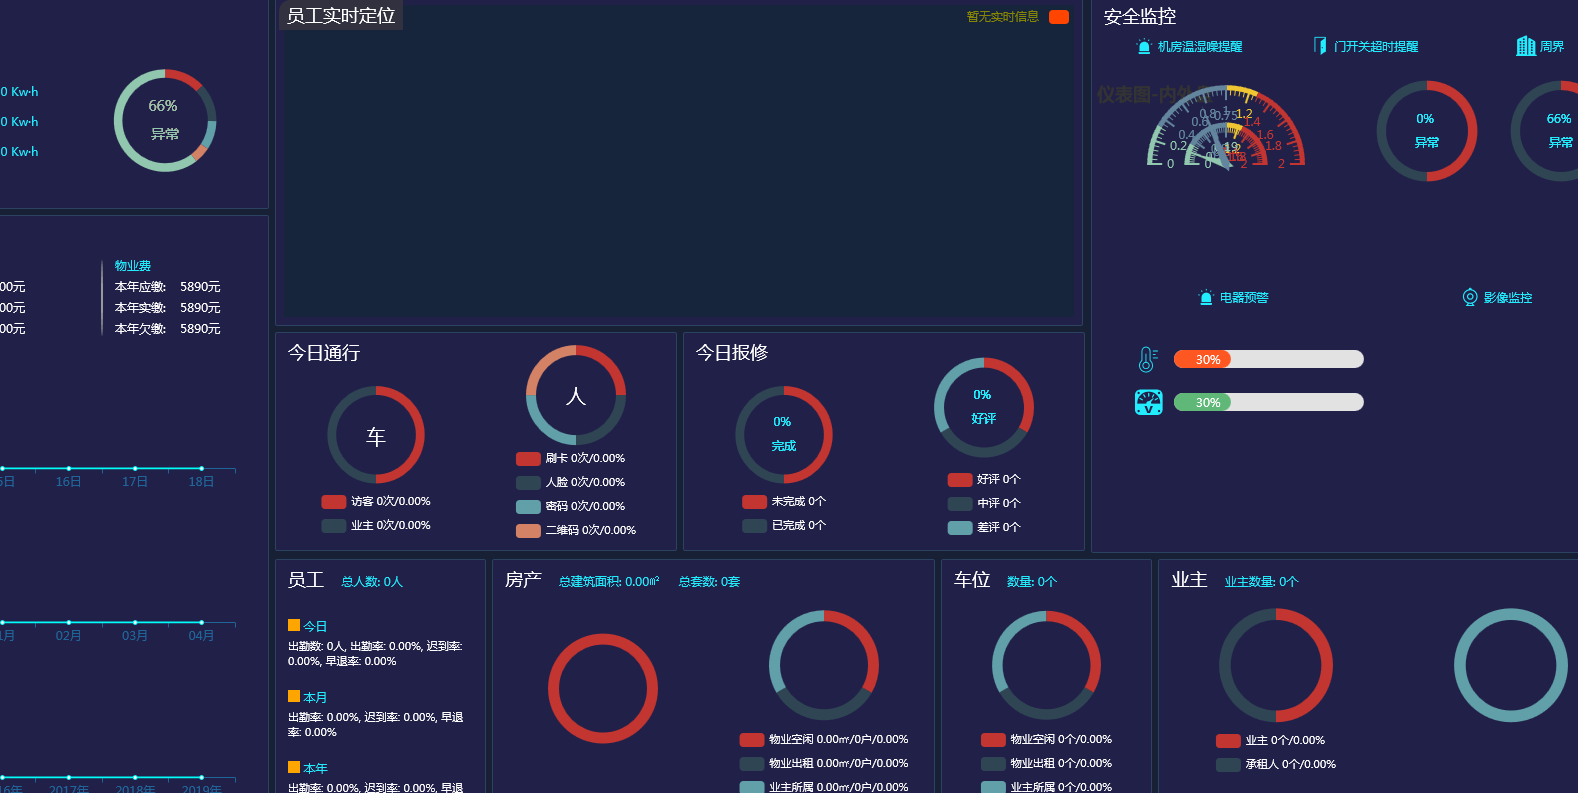 0 Kw·h
0 Kw·h
0 Kw·h
66%
异常
00元
00元
00元
物业费
本年应缴: 5890元
本年实缴: 5890元
本年欠缴: 5890元
5日 16日 17日 18日
1月 02月 03月 04月
16年 2017年 2018年 2019年
员工实时定位
暂无实时信息
今日通行
车
访客 0次/0.00%
业主 0次/0.00%
人
刷卡 0次/0.00%
人脸 0次/0.00%
密码 0次/0.00%
二维码 0次/0.00%
今日报修
0%
完成
未完成 0个
已完成 0个
0%
好评
好评 0个
中评 0个
差评 0个
安全监控
机房温湿噪提醒 门开关超时提醒 周界
仪表图-内外
0 0.2 0.4 0.6 0.8 1 1.2 1.4 1.6 1.8 2
0 0.75 2
0%
异常
66%
异常
电器预警 影像监控
30%
V 30%
员工 总人数: 0人
今日
出勤数: 0人, 出勤率: 0.00%, 迟到率:
0.00%, 早退率: 0.00%
本月
出勤率: 0.00%, 迟到率: 0.00%, 早退
率: 0.00%
本年
出勤率: 0.00%, 迟到率: 0.00%, 早退
房产 总建筑面积: 0.00㎡ 总套数: 0套
物业空闲 0.00㎡/0户/0.00%
物业出租 0.00㎡/0户/0.00%
业主所属 0.00㎡/0户/0.00%
车位 数量: 0个
物业空闲 0个/0.00%
物业出租 0个/0.00%
业主所属 0个/0.00%
业主 业主数量: 0个
业主 0个/0.00%
承租人 0个/0.00%